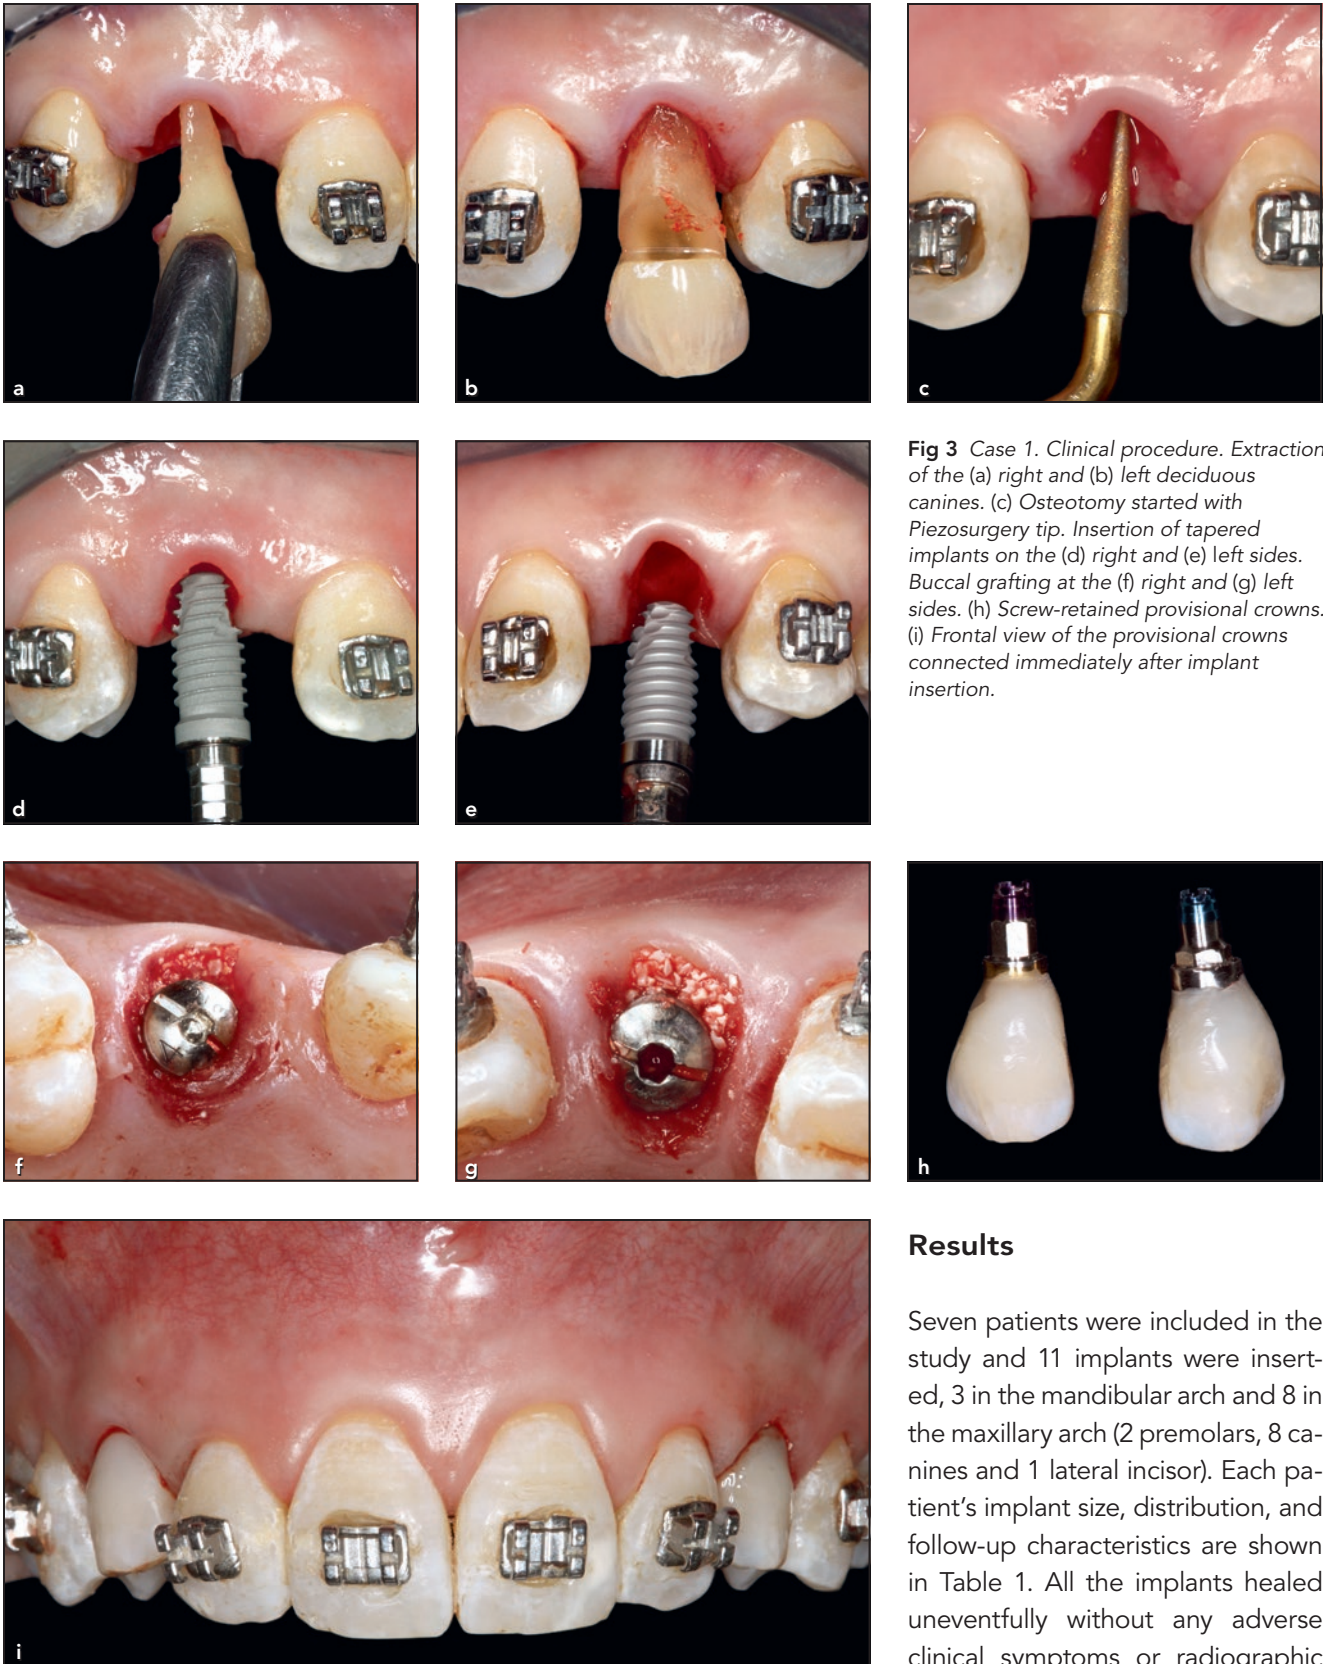 a
b
c
Fig 3 Case 1. Clinical procedure. Extraction
of the (a) right and (b) left deciduous
canines. (c) Osteotomy started with
Piezosurgery tip. Insertion of tapered
implants on the (d) right and (e) left sides.
Buccal grafting at the (f) right and (g) left
sides. (h) Screw-retained provisional crowns.
(i) Frontal view of the provisional crowns
connected immediately after implant
insertion.
d
e
f
g
h
i
Results
Seven patients were included in the
study and 11 implants were insert-
ed, 3 in the mandibular arch and 8 in
the maxillary arch (2 premolars, 8 ca-
nines and 1 lateral incisor). Each pa-
tient's implant size, distribution, and
follow-up characteristics are shown
in Table 1. All the implants healed
uneventfully without any adverse
clinical symptoms or radiographic